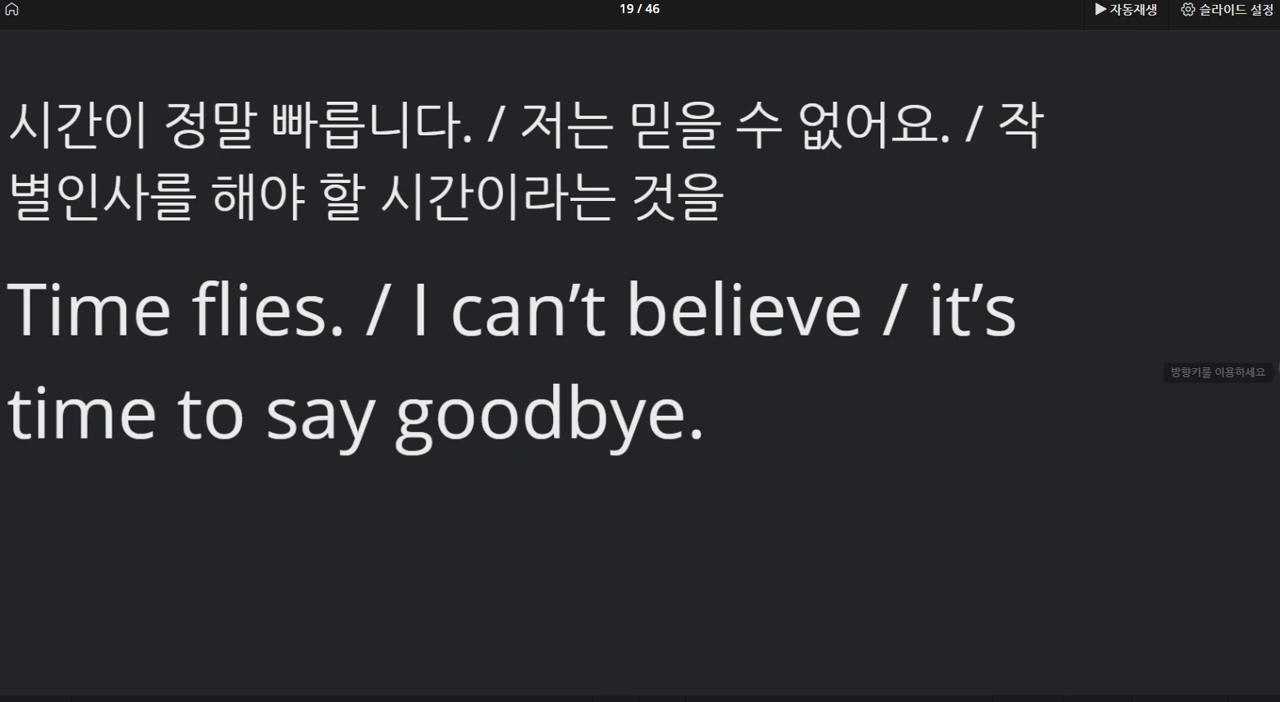 19 / 46
▶ 자동재생
슬라이드 설정
시간이 정말 빠릅니다. / 저는 믿을 수 없어요. / 작
별인사를 해야 할 시간이라는 것을
Time flies. / I can’t believe / it’s
time to say goodbye.
방향키를 이용하세요